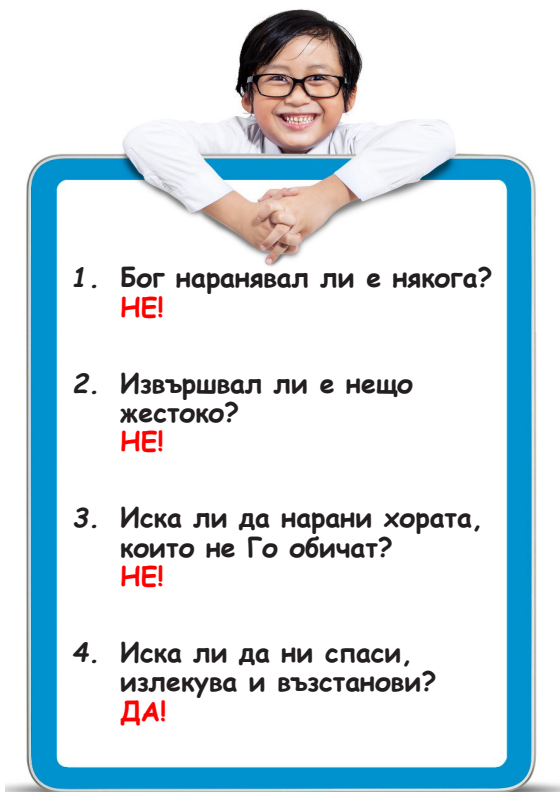 1. Бог наранявал ли е някога?
НЕ!
2. Извършвал ли е нещо
жестоко?
НЕ!
3. Иска ли да нарани хората,
които не Го обичат?
НЕ!
4. Иска ли да ни спаси,
излекува и възстанови?
ДА!